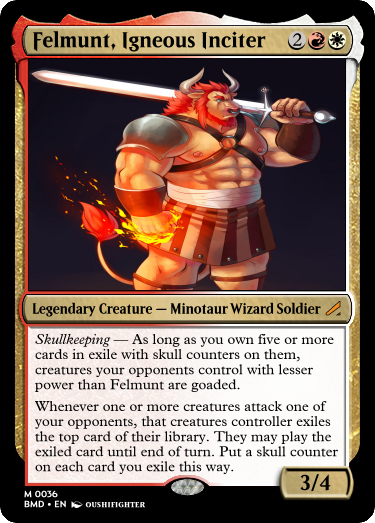 Felmunt, Igneous Inciter 2
Legendary Creature — Minotaur Wizard Soldier
Skullkeeping — As long as you own five or more
cards in exile with skull counters on them,
creatures your opponents control with lesser
power than Felmunt are goaded.
Whenever one or more creatures attack one of
your opponents, that creatures controller exiles
the top card of their library. They may play the
exiled card until end of turn. Put a skull counter
on each card you exile this way.
3/4
M 0036
BMD • EN OUSHIFIGHTER